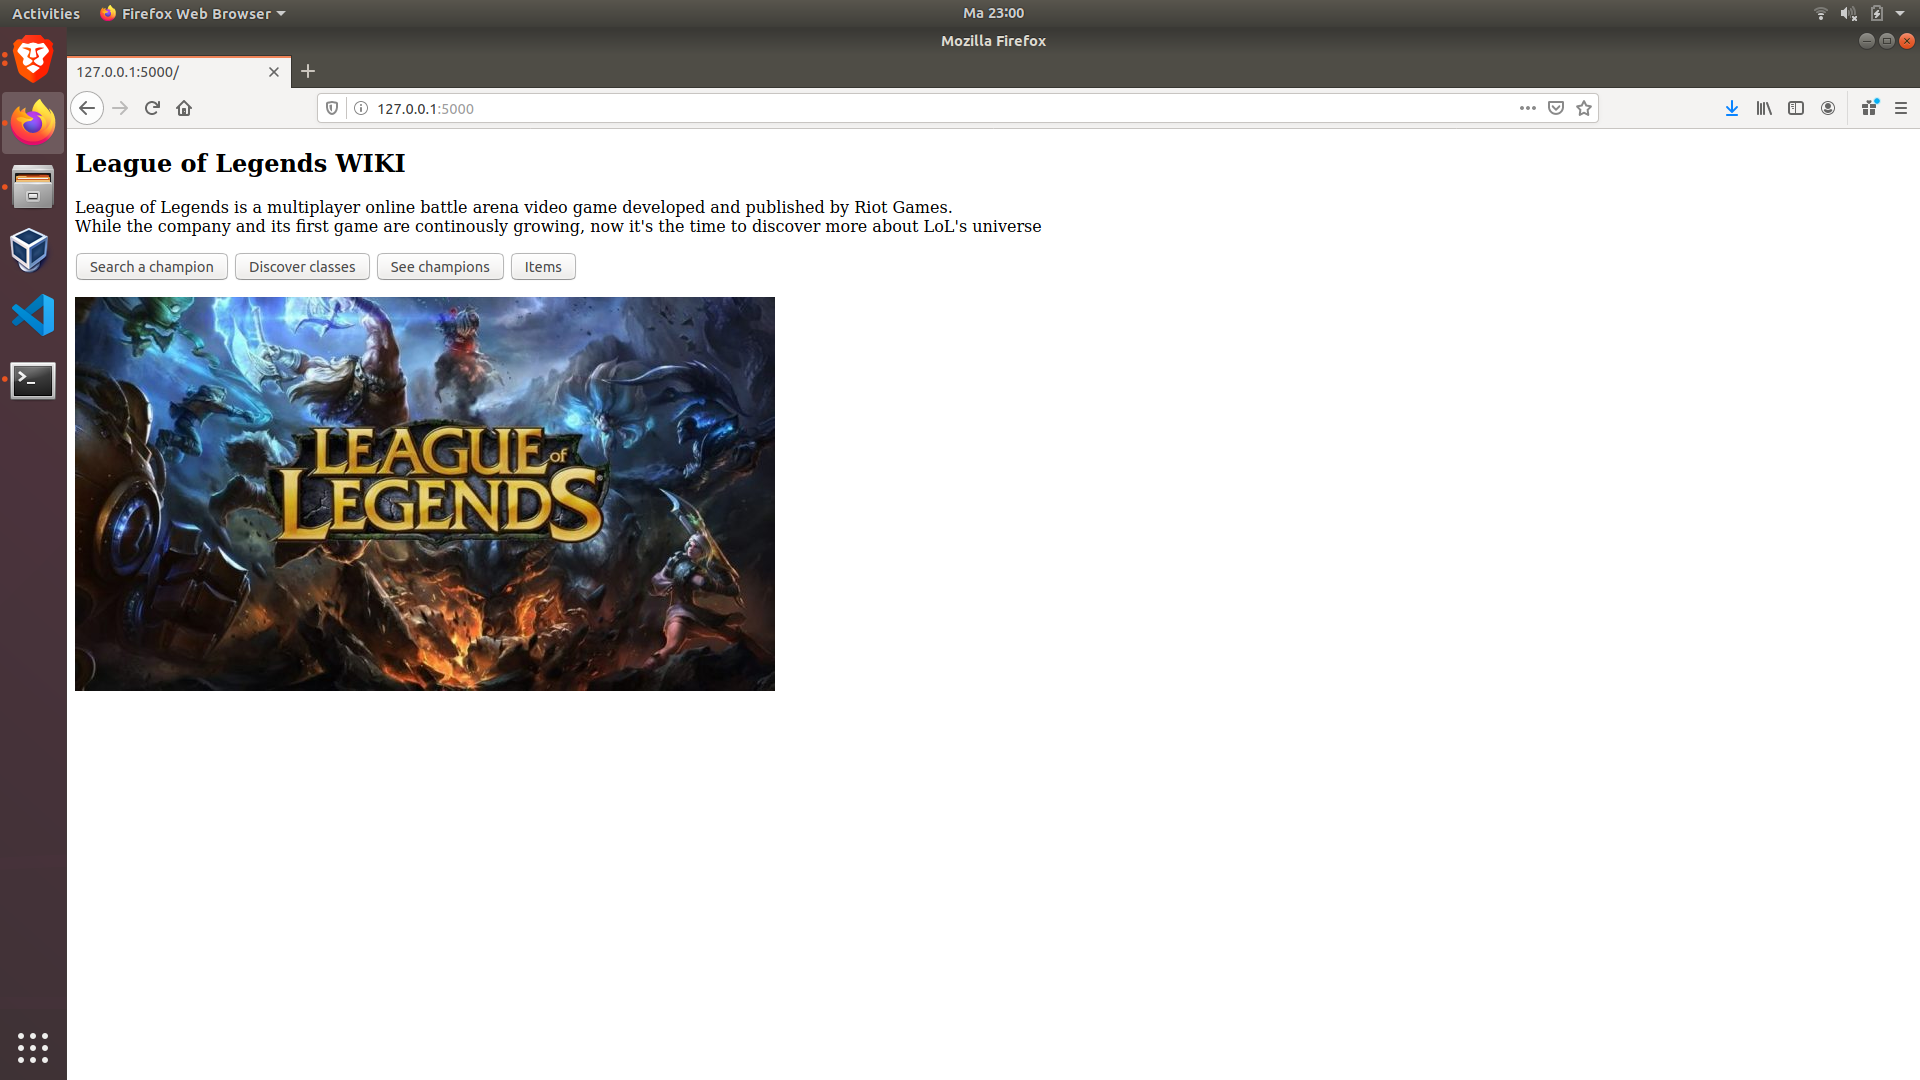 Activities Firefox Web Browser Ma 23:00
Mozilla Firefox
127.0.0.1:5000/
127.0.0.1:5000
League of Legends WIKI
League of Legends is a multiplayer online battle arena video game developed and published by Riot Games.
While the company and its first game are continously growing, now it's the time to discover more about LoL's universe
Search a champion Discover classes See champions Items
LEAGUE of
LEGENDS